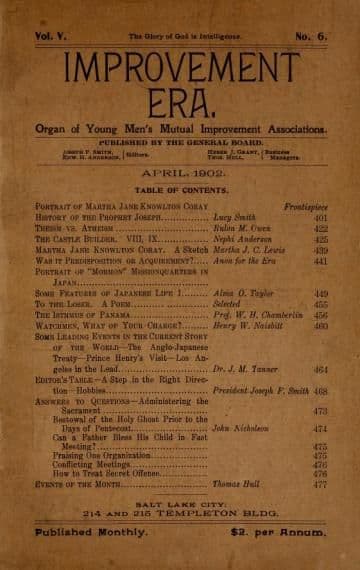 Vol. V. The Glory of God is Intelligence. No. 6.
IMPROVEMENT
ERA.
Organ of Young Men's Mutual Improvement Associations.
PUBLISHED BY THE GENERAL BOARD.
JOSEPH F. SMITH, EDW. H. ANDERSON, } Editors. HEBER J. GRANT, THOS. HULL, } Business Managers.
APRIL, 1902.
TABLE OF CONTENTS.
PORTRAIT OF MARTHA JANE KNOWLTON CORAY Frontispiece
HISTORY OF THE PROPHET JOSEPH Lucy Smith 401
THEISM VS. ATHEISM Rulon M. Owen 422
THE CASTLE BUILDER. VIII, IX Nephi Anderson 425
MARTHA JANE KNOWLTON CORAY. A Sketch Martha J. C. Lewis 439
WAS IT PREDISPOSITION OR ACQUIREMENT? Anon for the Era 441
PORTRAIT OF "MORMON" MISSIONQUARTERS IN
JAPAN
SOME FEATURES OF JAPANESE LIFE I Alma O. Taylor 449
TO THE LOSER. A POEM Selected 455
THE ISTHMUS OF PANAMA Prof. W. H. Chamberlin 456
WATCHMEN, WHAT OF YOUR CHARGE? Henry W. Naisbitt 460
SOME LEADING EVENTS IN THE CURRENT STORY
OF THE WORLD—The Anglo-Japanese
Treaty—Prince Henry's Visit—Los An-
geles in the Lead Dr. J. M. Tanner 464
EDITOR'S TABLE—A Step in the Right Direc-
tion—Hobbies President Joseph F. Smith 468
ANSWERS TO QUESTIONS—Administering the
Sacrament 473
Bestowal of the Holy Ghost Prior to the
Days of Pentecost John Nicholson 474
Can a Father Bless His Child in Fast
Meeting? 475
Praising One Organization 475
Conflicting Meetings 476
How to Treat Secret Offense 476
EVENTS OF THE MONTH Thomas Hull 477
SALT LAKE CITY:
214 AND 215 TEMPLETON BLDG.
Published Monthly. $2. per Annum.